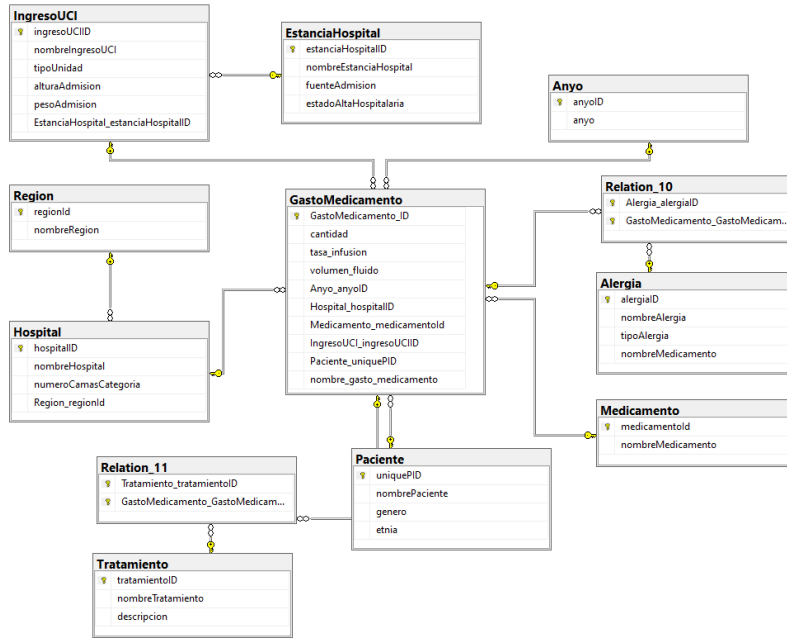 IngresoUCI
ingresoUCIID
nombreIngresoUCI
tipoUnidad
alturaAdmision
pesoAdmision
EstanciaHospital_estanciaHospitalID
EstanciaHospital
estanciaHospitalID
nombreEstanciaHospital
fuenteAdmision
estadoAltaHospitalaria
Anyo
anyoID
anyo
Region
regionId
nombreRegion
GastoMedicamento
GastoMedicamento_ID
cantidad
tasa_infusion
volumen_fluido
Anyo_anyoID
Hospital_hospitalID
Medicamento_medicamentoId
IngresoUCI_ingresoUCIID
Paciente_uniquePID
nombre_gasto_medicamento
Relation_10
Alergia_alergiaID
GastoMedicamento_GastoMedicam...
Alergia
alergiaID
nombreAlergia
tipoAlergia
nombreMedicamento
Hospital
hospitalID
nombreHospital
numeroCamasCategoria
Region_regionId
Medicamento
medicamentoId
nombreMedicamento
Paciente
uniquePID
nombrePaciente
genero
etnia
Relation_11
Tratamiento_tratamientoID
GastoMedicamento_GastoMedicam...
Tratamiento
tratamientoID
nombreTratamiento
descripcion